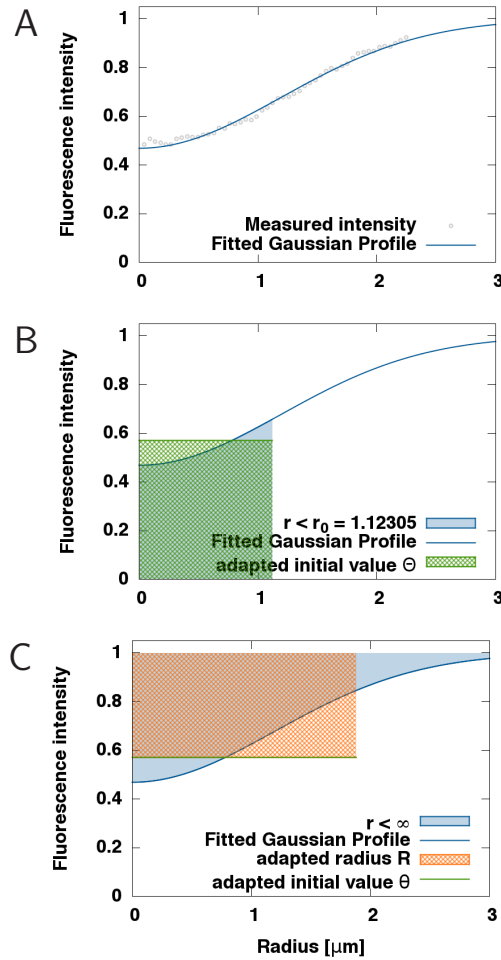 A
Fluorescence intensity
1
0.8
0.6
0.4
0.2
0
Measured intensity
Fitted Gaussian Profile
0 1 2 3
B
Fluorescence intensity
1
0.8
0.6
0.4
0.2
0
r < r₀ = 1.12305
Fitted Gaussian Profile
adapted initial value Θ
0 1 2 3
C
Fluorescence intensity
1
0.8
0.6
0.4
0.2
0
r < ∞
Fitted Gaussian Profile
adapted radius R
adapted initial value θ
0 1 2 3
Radius [μm]